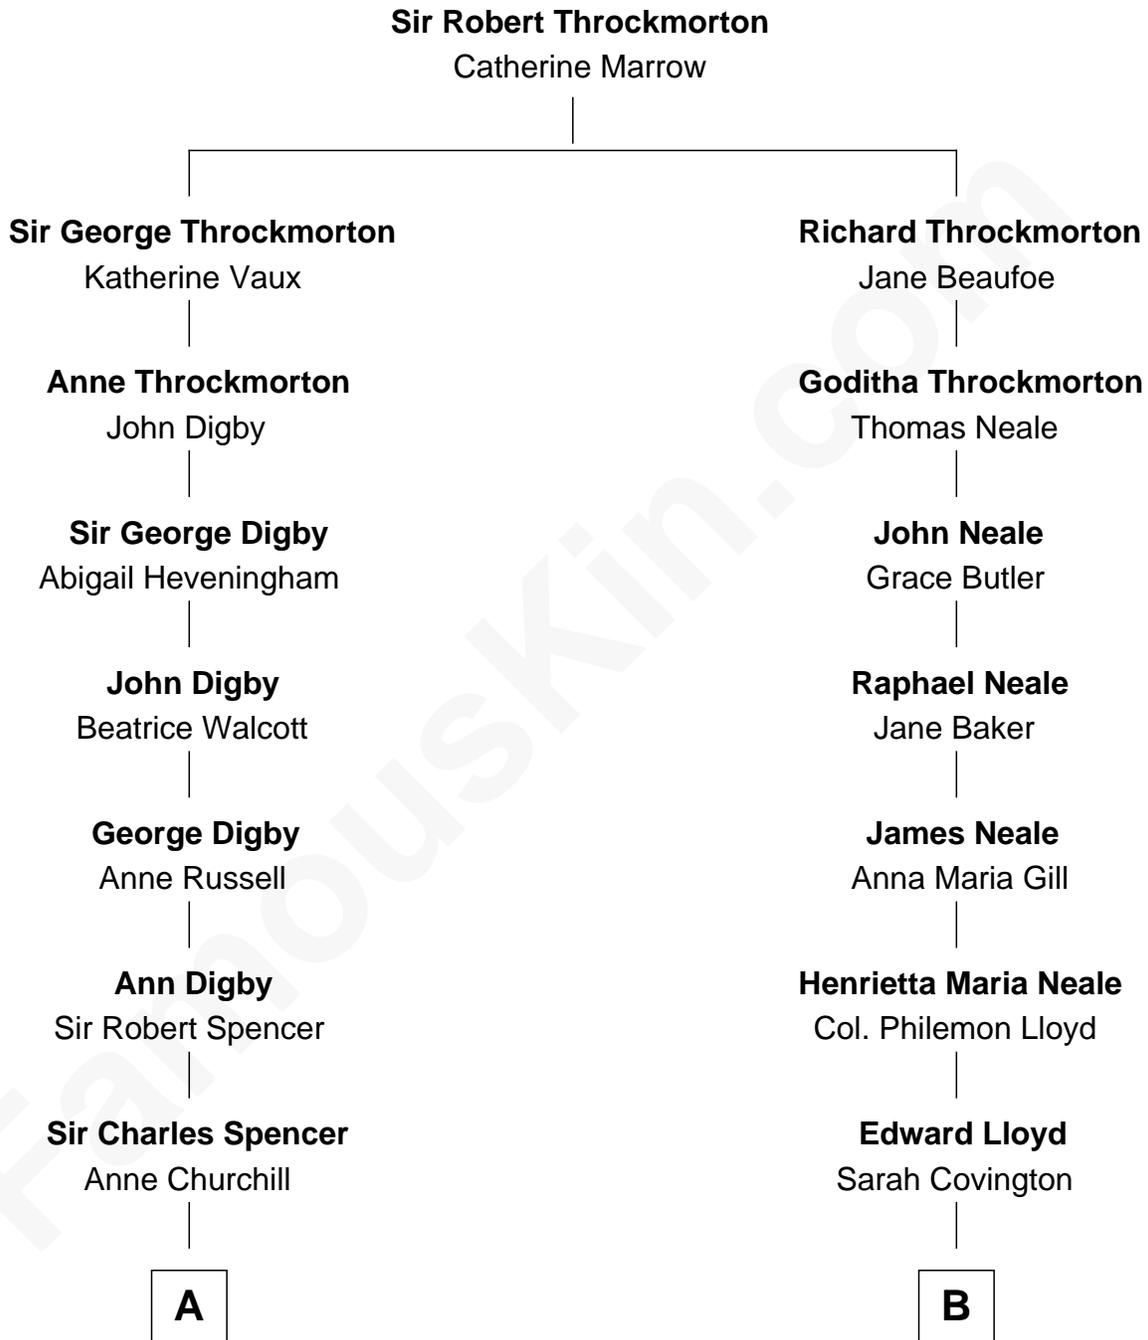 Sir Robert Throckmorton
Catherine Marrow
Sir George Throckmorton
Katherine Vaux
Richard Throckmorton
Jane Beaufoe
Anne Throckmorton
John Digby
Goditha Throckmorton
Thomas Neale
Sir George Digby
Abigail Heveningham
John Neale
Grace Butler
John Digby
Beatrice Walcott
Raphael Neale
Jane Baker
George Digby
Anne Russell
James Neale
Anna Maria Gill
Ann Digby
Sir Robert Spencer
Henrietta Maria Neale
Col. Philemon Lloyd
Sir Charles Spencer
Anne Churchill
Edward Lloyd
Sarah Covington
A
B
FamousKin.com